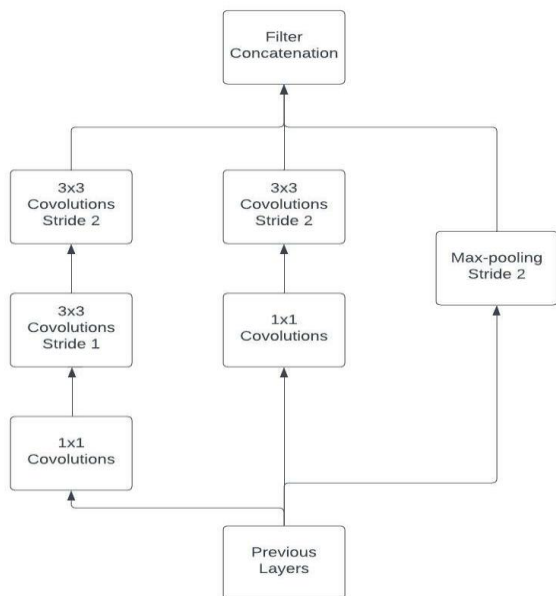 Filter
Concatenation
3x3
Covolutions
Stride 2
3x3
Covolutions
Stride 2
Max-pooling
Stride 2
3x3
Covolutions
Stride 1
1x1
Covolutions
1x1
Covolutions
Previous
Layers